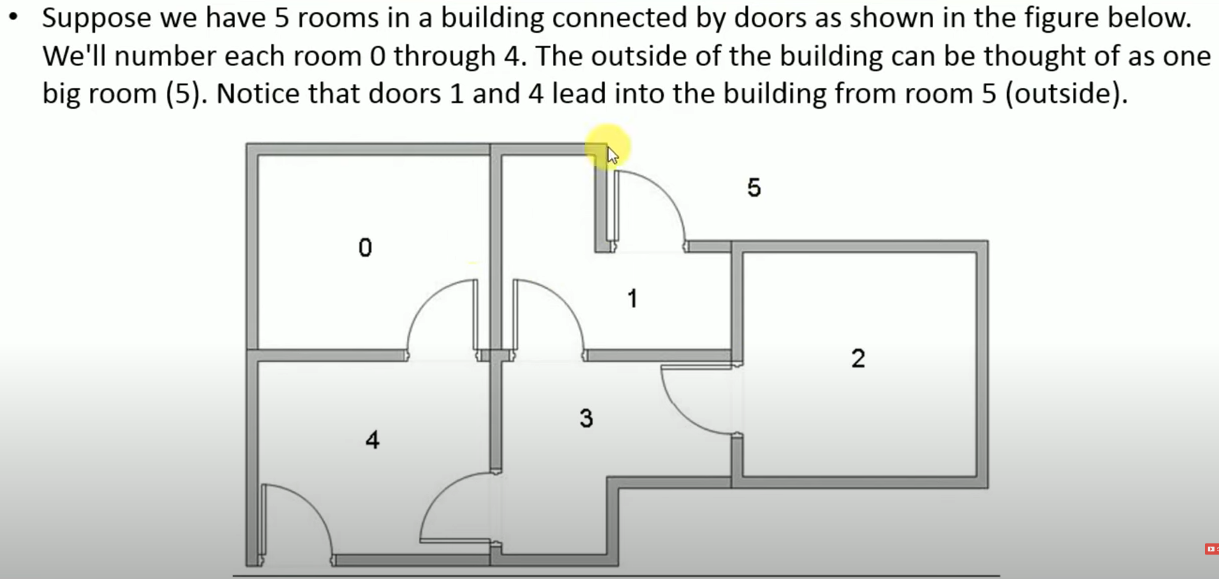 • Suppose we have 5 rooms in a building connected by doors as shown in the figure below.
We'll number each room 0 through 4. The outside of the building can be thought of as one
big room (5). Notice that doors 1 and 4 lead into the building from room 5 (outside).
5
0
1
2
3
4